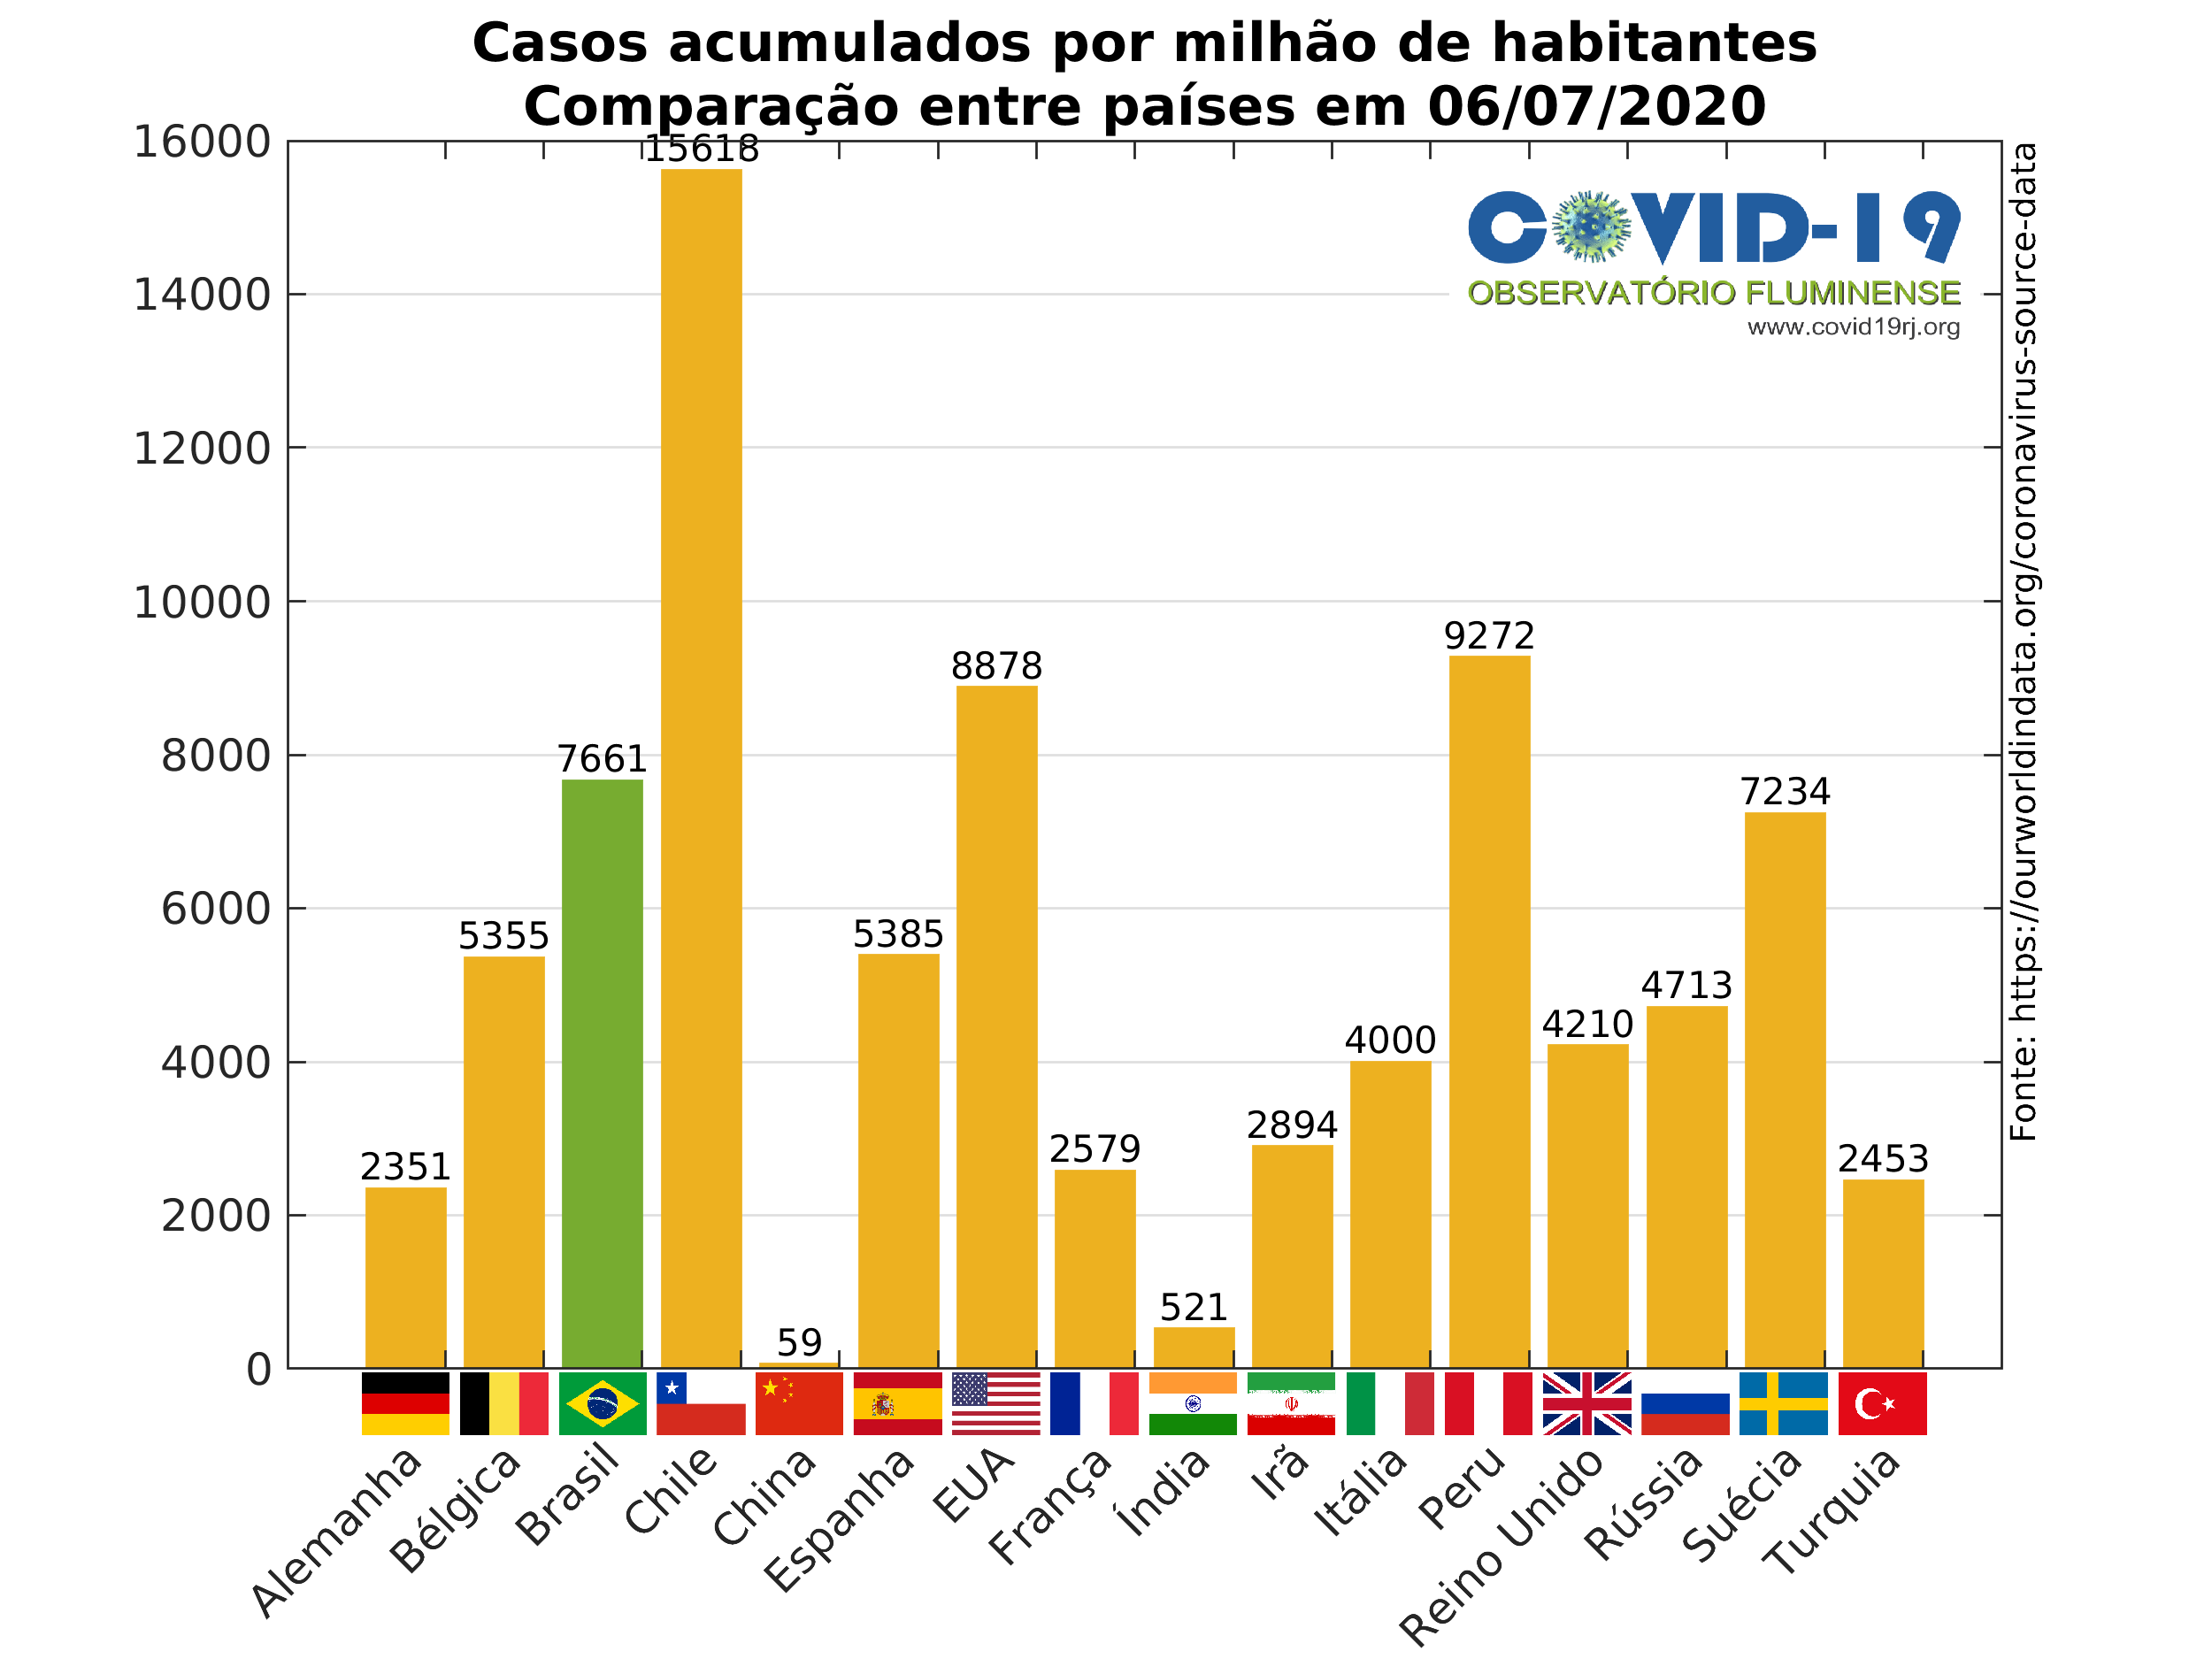 Casos acumulados por milhão de habitantes
Comparação entre países em 06/07/2020
16000
14000
12000
10000
8000
6000
4000
2000
0
2351
5355
7661
15618
59
5385
8878
2579
521
2894
4000
9272
4210
4713
7234
2453
COVID-19
OBSERVATÓRIO FLUMINENSE
www.covid19rj.org
Fonte: https://ourworldindata.org/coronavirus-source-data
Alemanha
Bélgica
Brasil
Chile
China
Espanha
EUA
França
Índia
Irã
Itália
Peru
Reino Unido
Rússia
Suécia
Turquia